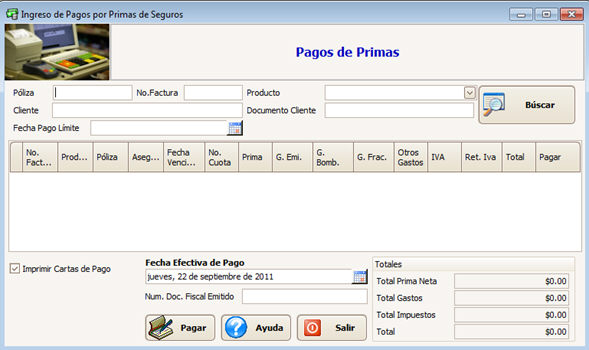 Ingreso de Pagos por Primas de Seguros
Pagos de Primas
Póliza No.Factura Producto
Búscar
Cliente Documento Cliente
Fecha Pago Límite
No. Fact... Prod... Póliza Aseg... Fecha Venci... No. Cuota Prima G. Emi. G. Bomb. G. Frac. Otros Gastos IVA Ret. Iva Total Pagar
Imprimir Cartas de Pago
Fecha Efectiva de Pago
jueves, 22 de septiembre de 2011
Num. Doc. Fiscal Emitido
Pagar Ayuda Salir
Totales
Total Prima Neta $0.00
Total Gastos $0.00
Total Impuestos $0.00
Total $0.00